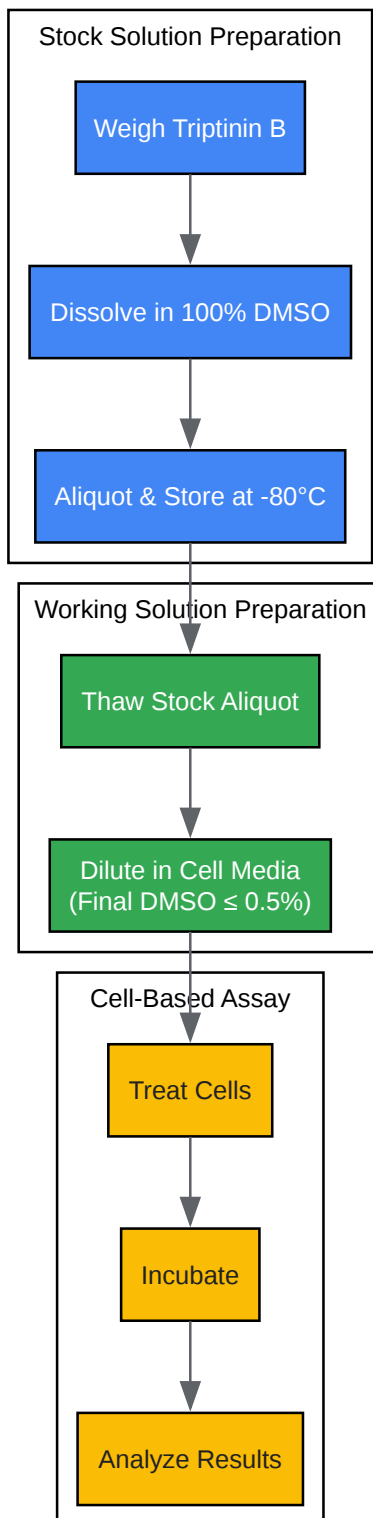 Stock Solution Preparation
Weigh Triptinin B
Dissolve in 100% DMSO
Aliquot & Store at -80°C
Working Solution Preparation
Thaw Stock Aliquot
Dilute in Cell Media
(Final DMSO ≤ 0.5%)
Cell-Based Assay
Treat Cells
Incubate
Analyze Results